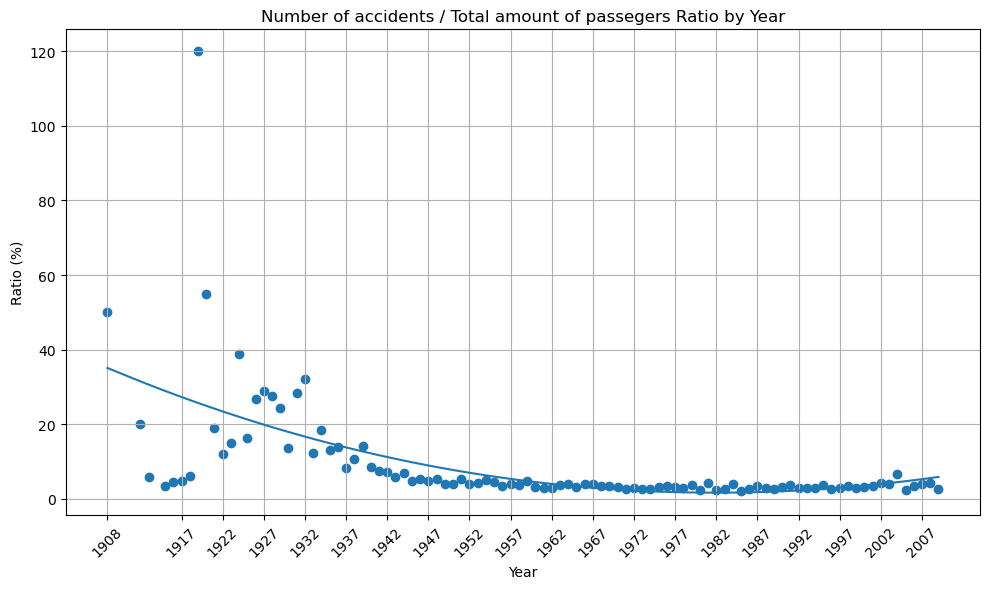 Number of accidents / Total amount of passegers Ratio by Year
120
100
80
60
40
20
0
Ratio (%)
1908 1917 1922 1927 1932 1937 1942 1947 1952 1957 1962 1967 1972 1977 1982 1987 1992 1997 2002 2007
Year